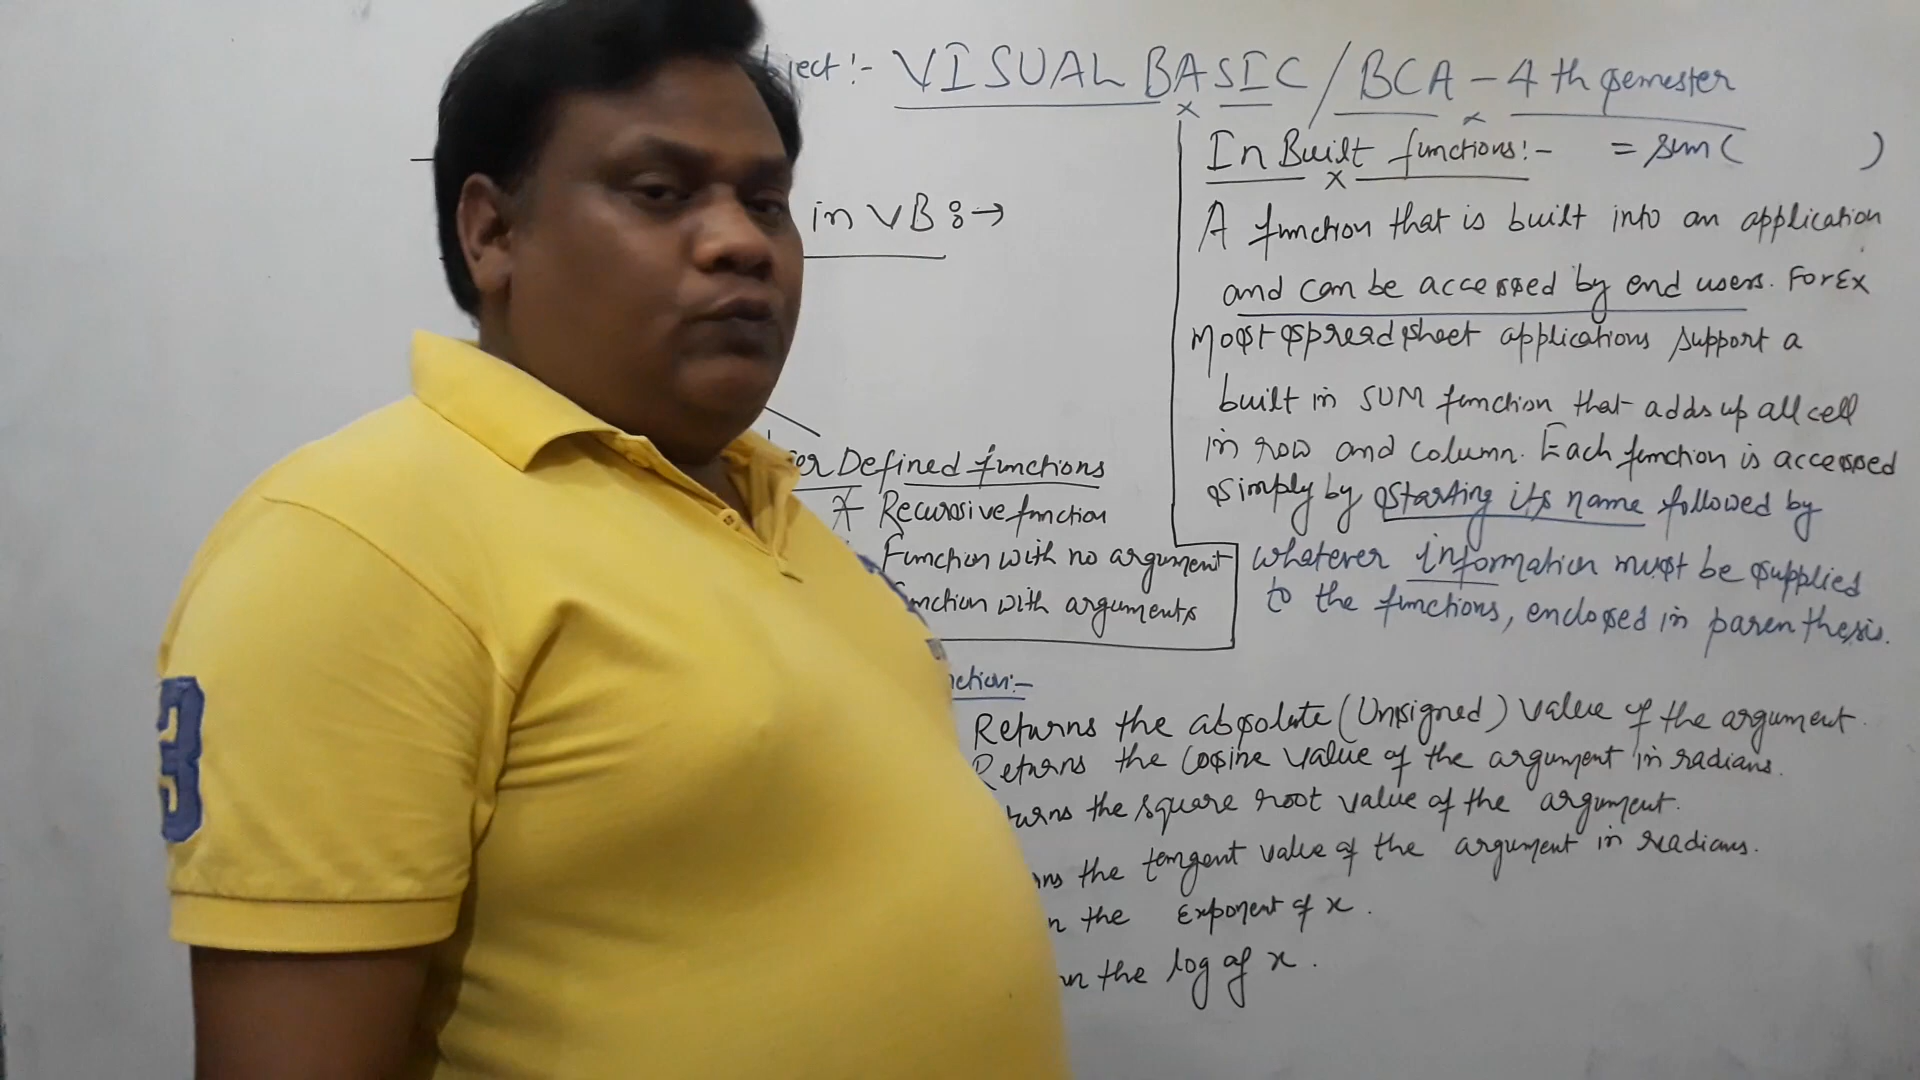 ject :- VISUAL BASIC / BCA - 4th semester
in VB :→
er Defined functions
* Recursive function
Function with no argument
function with arguments
In Built functions :- = sum( )
A function that is built into an application
and can be accessed by end users. For Ex
Most spreadsheet applications support a
built in SUM function that adds up all cell
in row and column. Each function is accessed
simply by starting its name followed by
whatever information must be supplied
to the functions, enclosed in parenthesis.
nction:-
Returns the absolute (Unsigned) value of the argument.
Returns the Cosine value of the argument in radians.
turns the square root value of the argument.
rns the tangent value of the argument in readians.
n the Exponent of x.
rn the log of x.
3